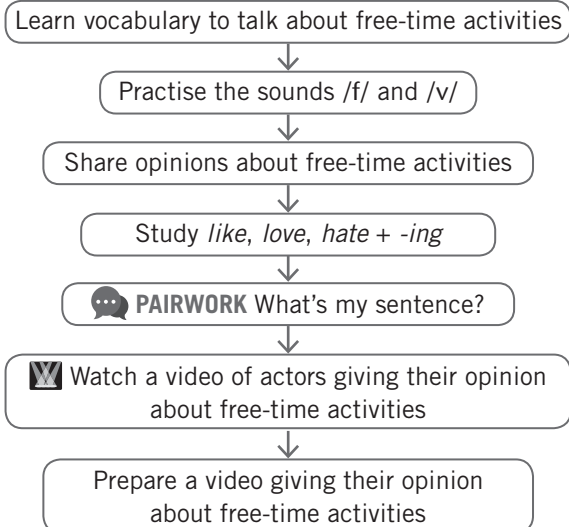 Learn vocabulary to talk about free-time activities
Practise the sounds /f/ and /v/
Share opinions about free-time activities
Study like, love, hate + -ing
PAIRWORK What's my sentence?
Watch a video of actors giving their opinion
about free-time activities
Prepare a video giving their opinion
about free-time activities